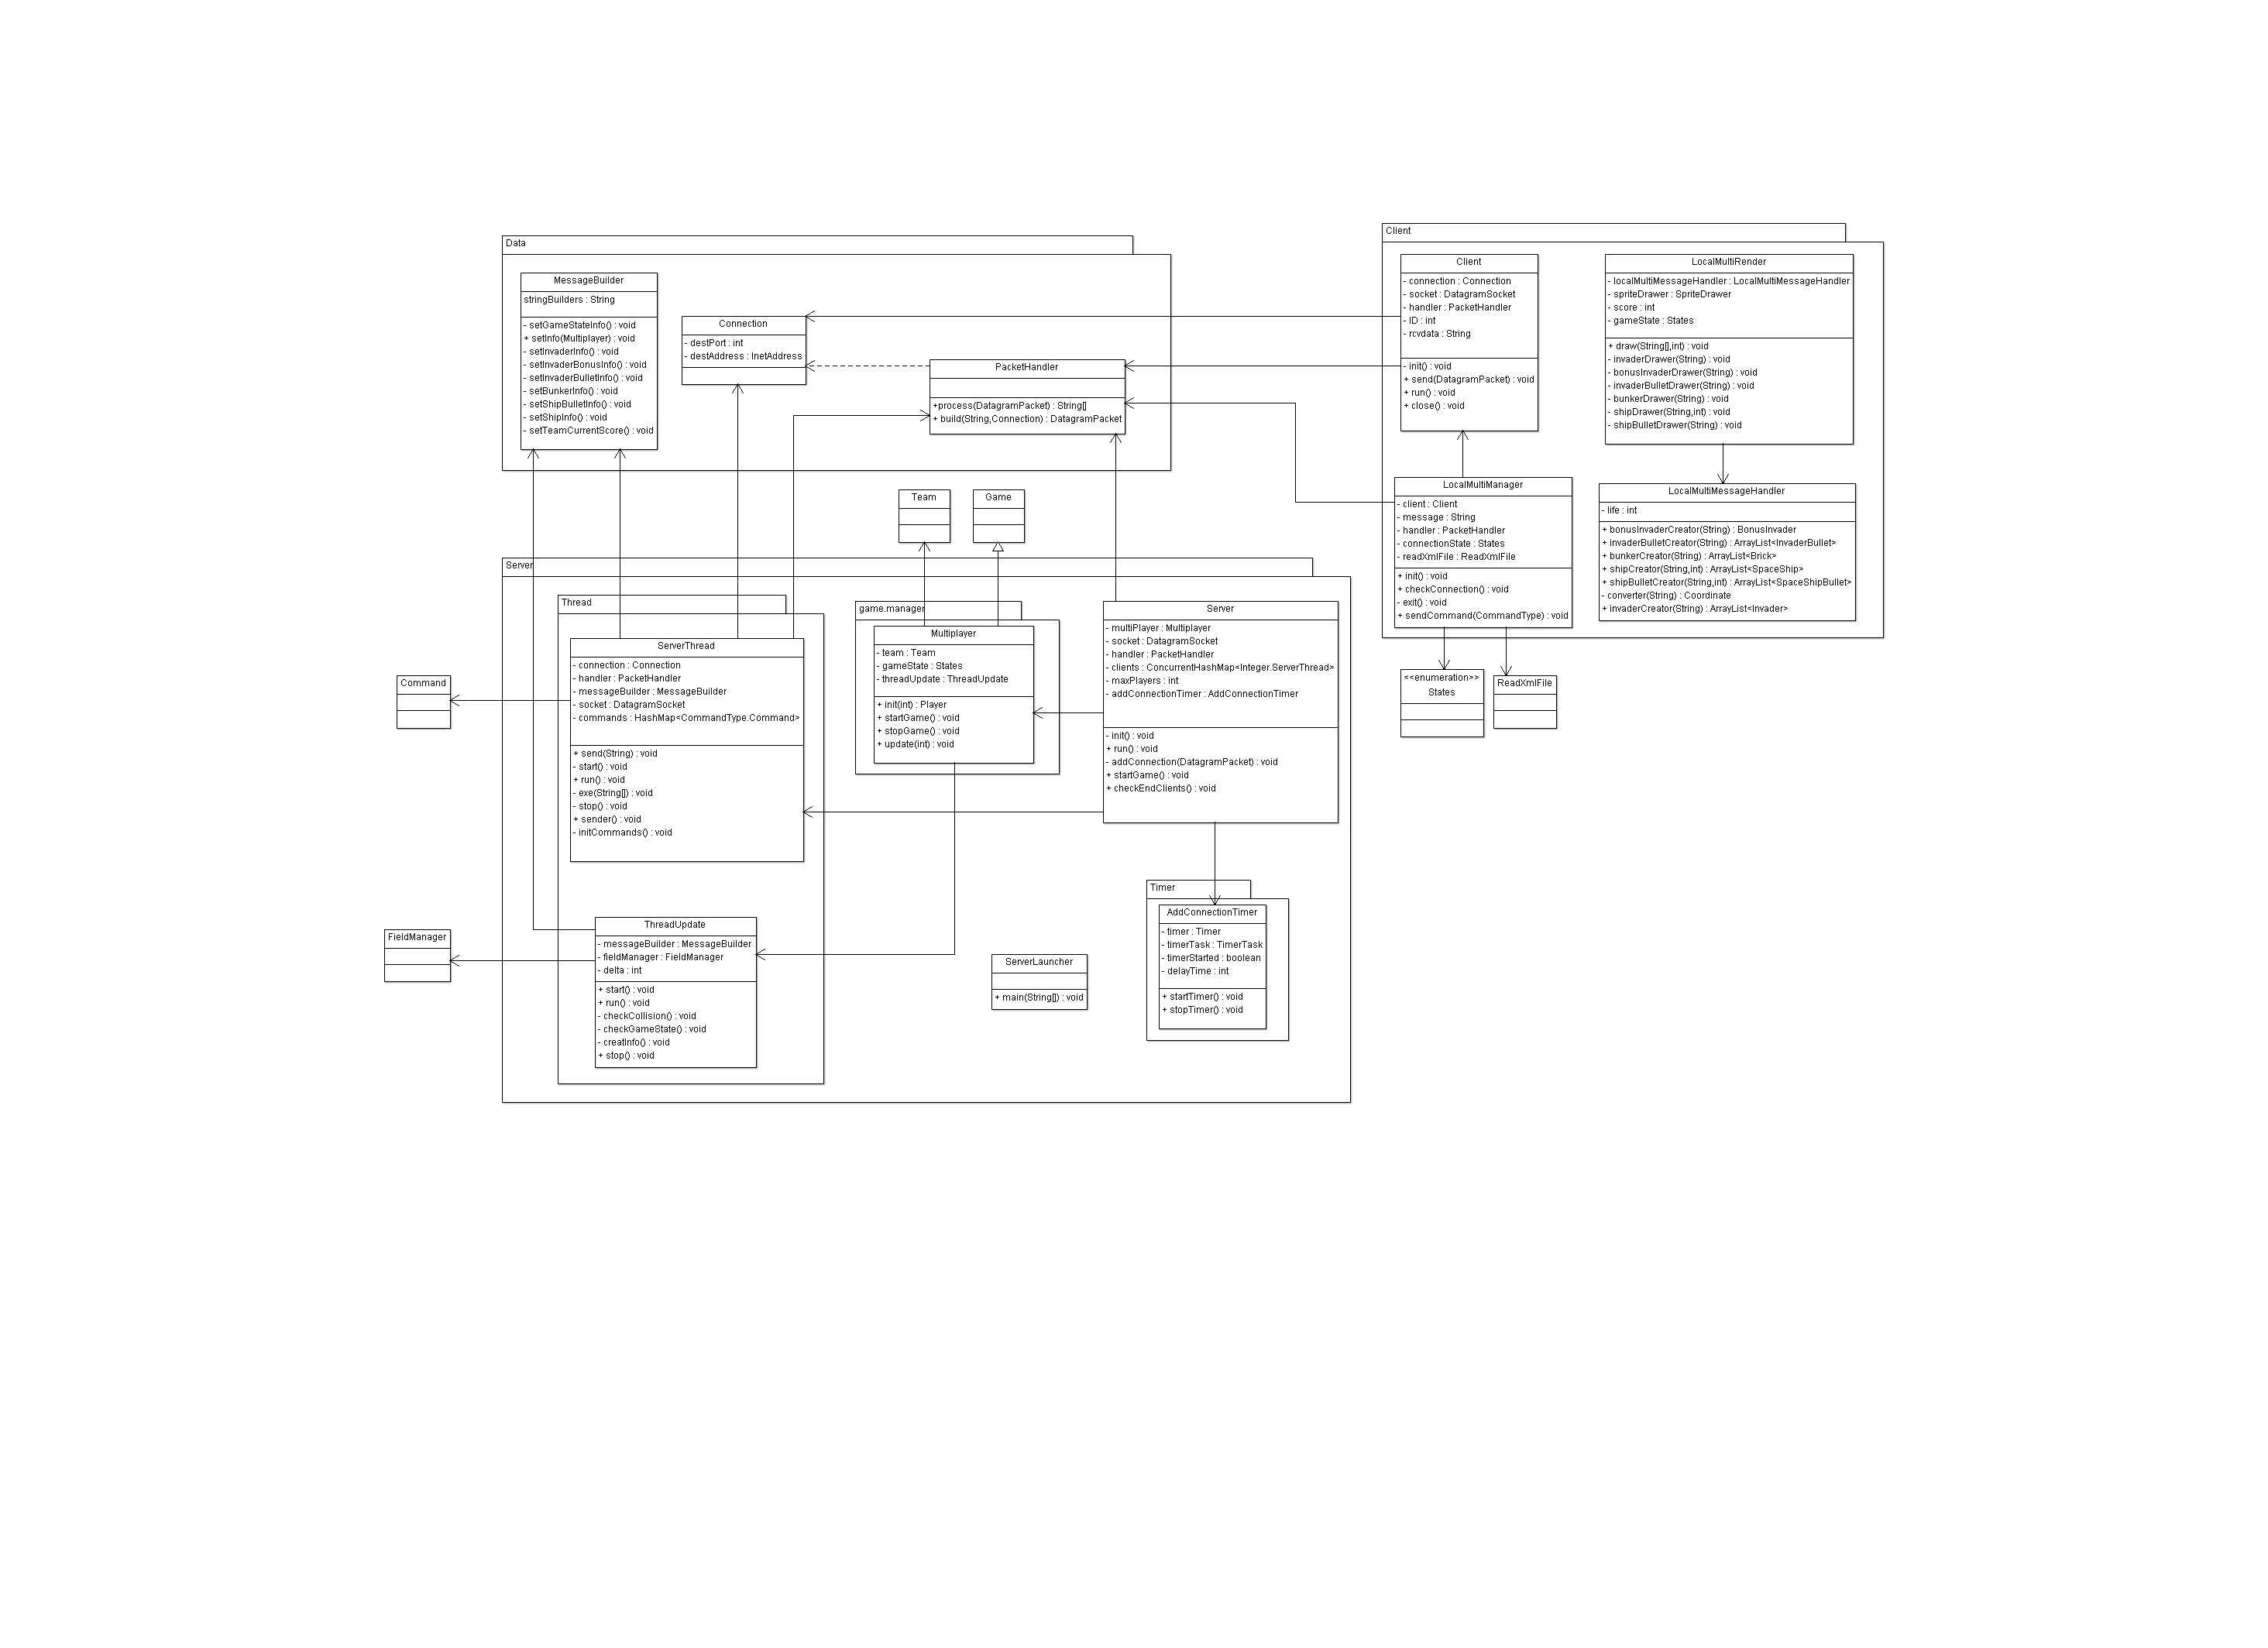 Data
MessageBuilder
stringBuilders : String
- setGameStateInfo() : void
+ setInfo(Multiplayer) : void
- setInvaderInfo() : void
- setInvaderBonusInfo() : void
- setInvaderBulletInfo() : void
- setBunkerInfo() : void
- setShipBulletInfo() : void
- setShipInfo() : void
- setTeamCurrentScore() : void
Connection
- destPort : int
- destAddress : InetAddress
PacketHandler
+process(DatagramPacket) : String[]
+ build(String,Connection) : DatagramPacket
Client
Client
- connection : Connection
- socket : DatagramSocket
- handler : PacketHandler
- ID : int
- rcvdata : String
- init() : void
+ send(DatagramPacket) : void
+ run() : void
+ close() : void
LocalMultiRender
- localMultiMessageHandler : LocalMultiMessageHandler
- spriteDrawer : SpriteDrawer
- score : int
- gameState : States
+ draw(String[],int) : void
- invaderDrawer(String) : void
- bonusInvaderDrawer(String) : void
- invaderBulletDrawer(String) : void
- bunkerDrawer(String) : void
- shipDrawer(String,int) : void
- shipBulletDrawer(String) : void
LocalMultiManager
- client : Client
- message : String
- handler : PacketHandler
- connectionState : States
- readXmlFile : ReadXmlFile
+ init() : void
+ checkConnection() : void
- exit() : void
+ sendCommand(CommandType) : void
LocalMultiMessageHandler
- life : int
+ bonusInvaderCreator(String) : BonusInvader
+ invaderBulletCreator(String) : ArrayList<InvaderBullet>
+ bunkerCreator(String) : ArrayList<Brick>
+ shipCreator(String,int) : ArrayList<SpaceShip>
+ shipBulletCreator(String,int) : ArrayList<SpaceShipBullet>
- converter(String) : Coordinate
+ invaderCreator(String) : ArrayList<Invader>
<<enumeration>>
States
ReadXmlFile
Team
Game
Server
Thread
ServerThread
- connection : Connection
- handler : PacketHandler
- messageBuilder : MessageBuilder
- socket : DatagramSocket
- commands : HashMap<CommandType.Command>
+ send(String) : void
- start() : void
+ run() : void
- exe(String[]) : void
- stop() : void
+ sender() : void
- initCommands() : void
Command
game.manager
Multiplayer
- team : Team
- gameState : States
- threadUpdate : ThreadUpdate
+ init(int) : Player
+ startGame() : void
+ stopGame() : void
+ update(int) : void
Server
- multiPlayer : Multiplayer
- socket : DatagramSocket
- handler : PacketHandler
- clients : ConcurrentHashMap<Integer.ServerThread>
- maxPlayers : int
- addConnectionTimer : AddConnectionTimer
- init() : void
+ run() : void
- addConnection(DatagramPacket) : void
+ startGame() : void
+ checkEndClients() : void
FieldManager
ThreadUpdate
- messageBuilder : MessageBuilder
- fieldManager : FieldManager
- delta : int
+ start() : void
+ run() : void
- checkCollision() : void
- checkGameState() : void
- creatInfo() : void
+ stop() : void
ServerLauncher
+ main(String[]) : void
Timer
AddConnectionTimer
- timer : Timer
- timerTask : TimerTask
- timerStarted : boolean
- delayTime : int
+ startTimer() : void
+ stopTimer() : void